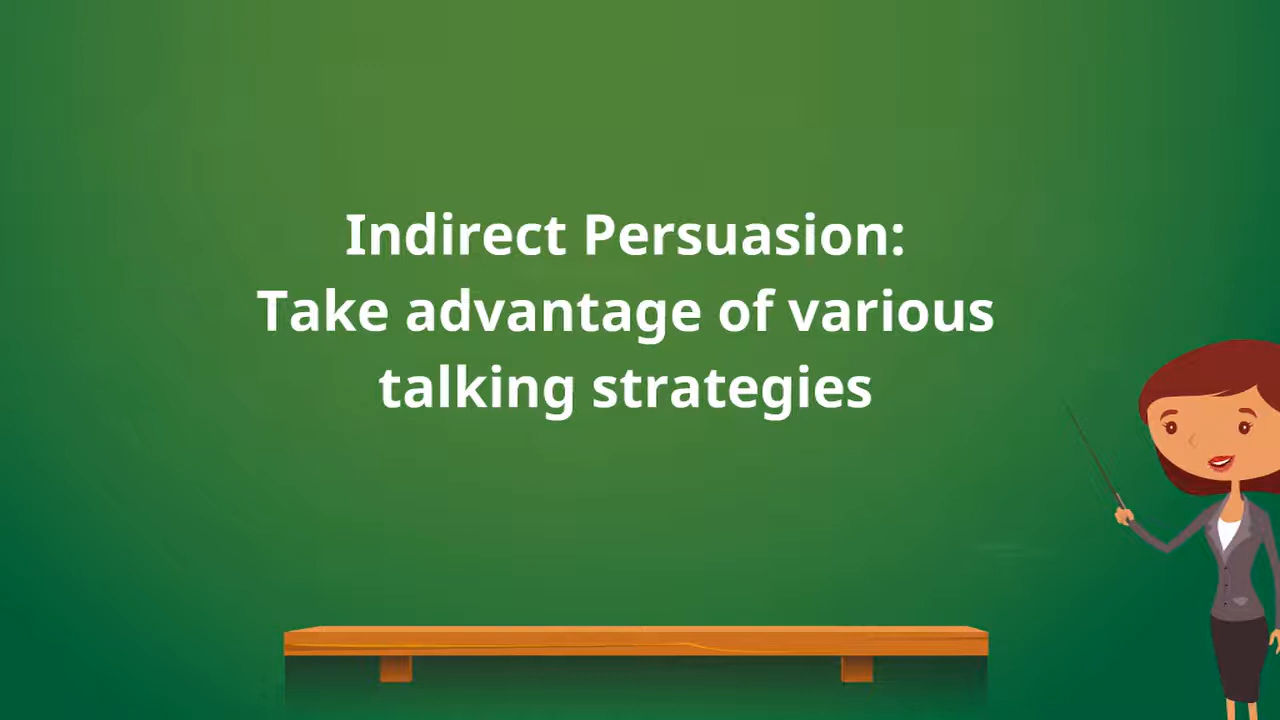 Indirect Persuasion:
Take advantage of various
talking strategies